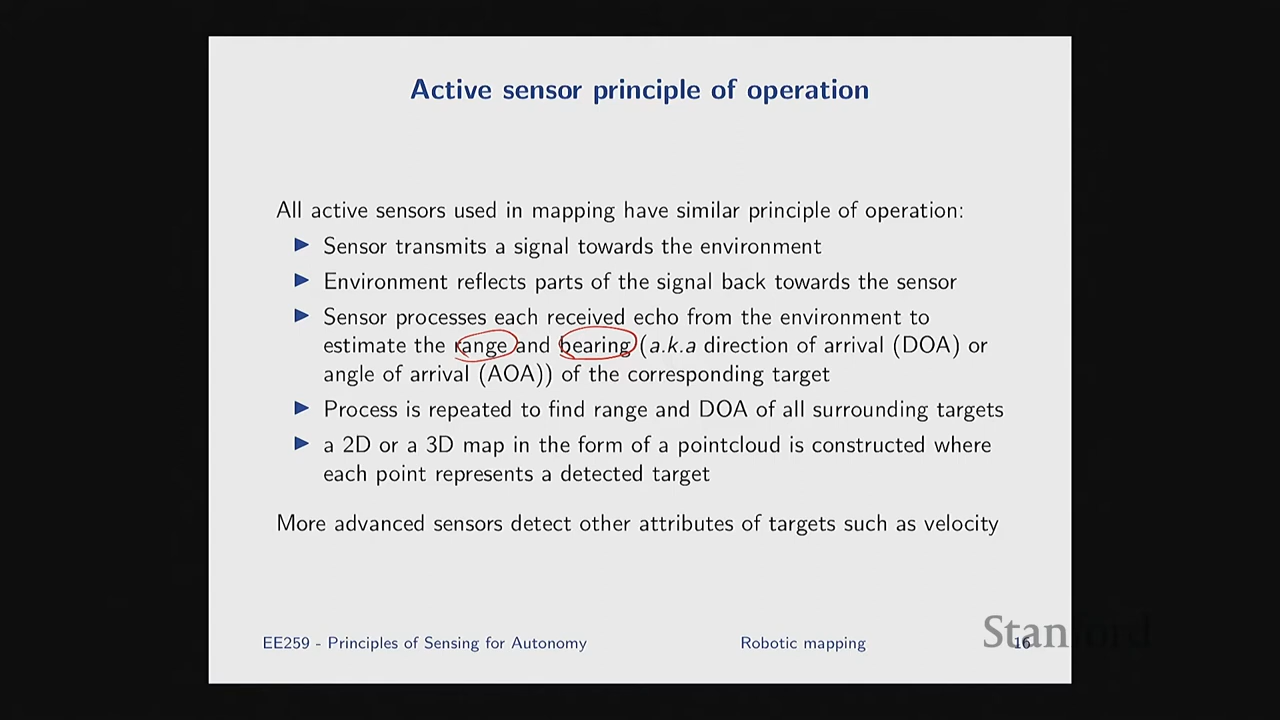 Active sensor principle of operation
All active sensors used in mapping have similar principle of operation:
Sensor transmits a signal towards the environment
Environment reflects parts of the signal back towards the sensor
Sensor processes each received echo from the environment to
estimate the range and bearing (a.k.a direction of arrival (DOA) or
angle of arrival (AOA)) of the corresponding target
Process is repeated to find range and DOA of all surrounding targets
a 2D or a 3D map in the form of a pointcloud is constructed where
each point represents a detected target
More advanced sensors detect other attributes of targets such as velocity
EE259 - Principles of Sensing for Autonomy
Robotic mapping
16
Stanford